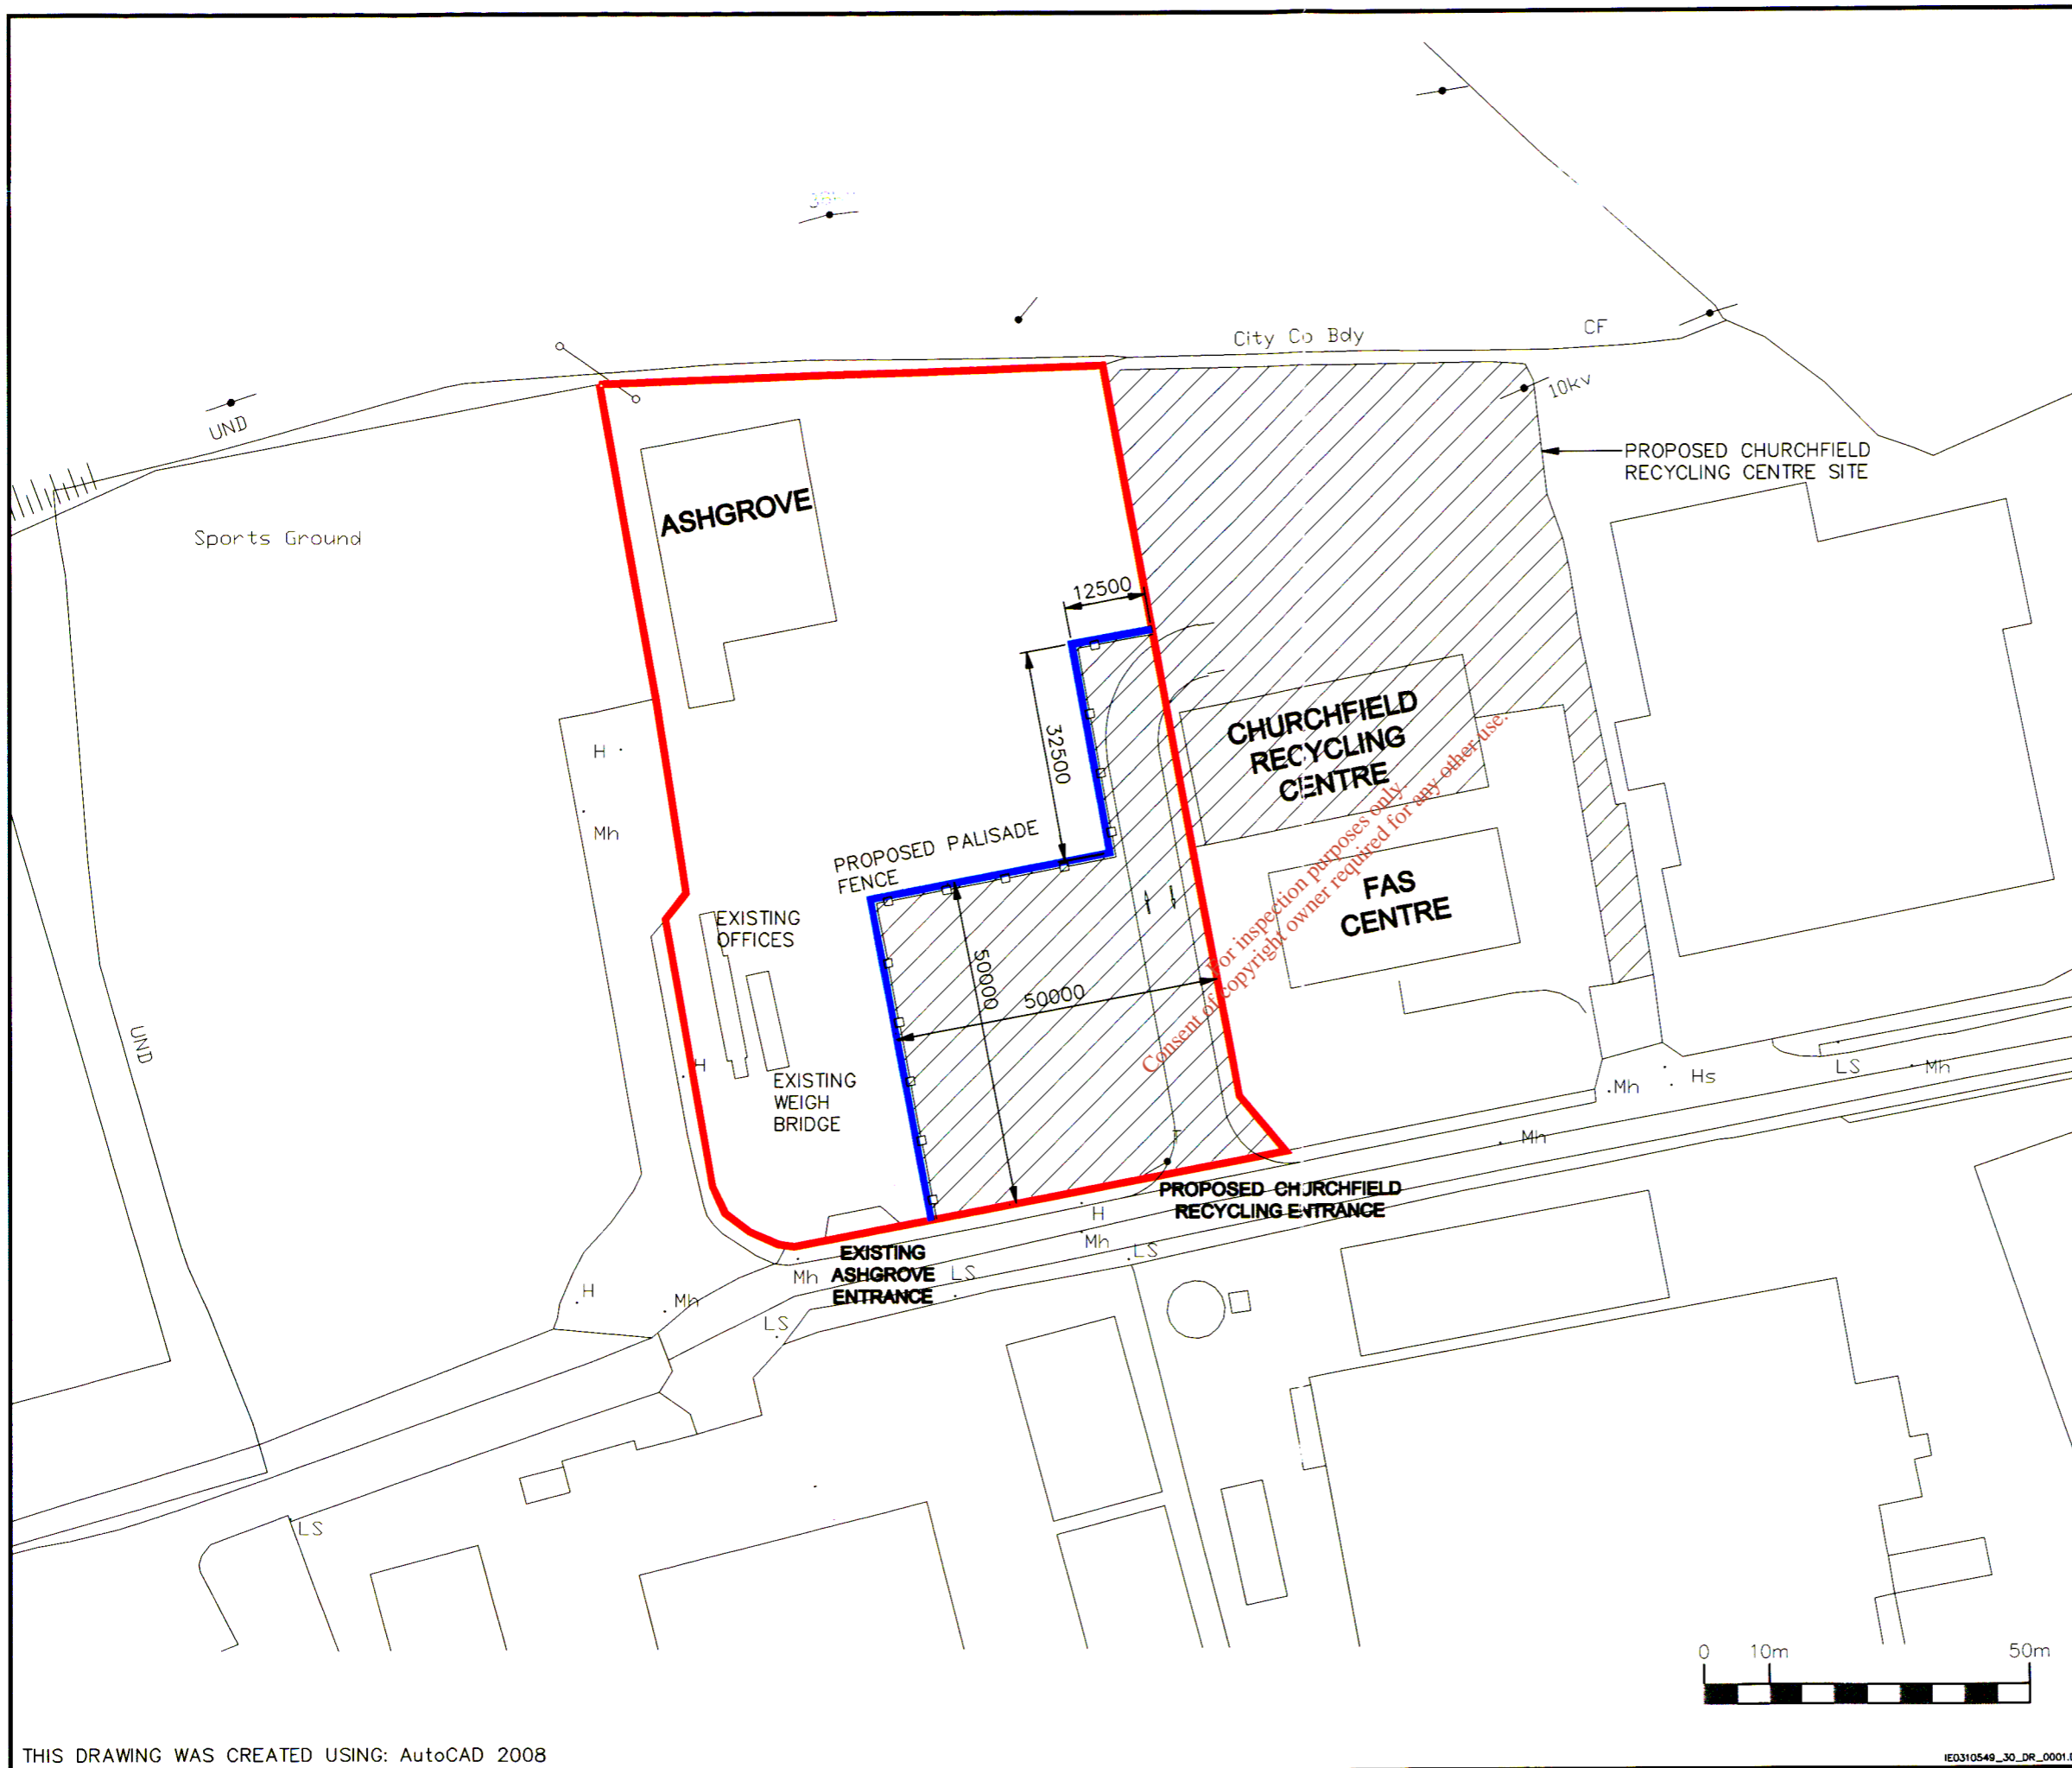 City Co Bdy
CF
10kv
UND
PROPOSED CHURCHFIELD
RECYCLING CENTRE SITE
ASHGROVE
Sports Ground
12500
32500
CHURCHFIELD
RECYCLING
CENTRE
H
Mh
PROPOSED PALISADE
FENCE
FAS
CENTRE
EXISTING
OFFICES
50000
50000
For inspection purposes only.
Consent of copyright owner required for any other use.
UND
H
EXISTING
WEIGH
BRIDGE
LS
Mh
Hs
Mh
Mh
T
PROPOSED CHURCHFIELD
RECYCLING ENTRANCE
H
Mh
LS
EXISTING
ASHGROVE
ENTRANCE
Mh
LS
H
Mh
LS
LS
0 10m 50m
THIS DRAWING WAS CREATED USING: AutoCAD 2008